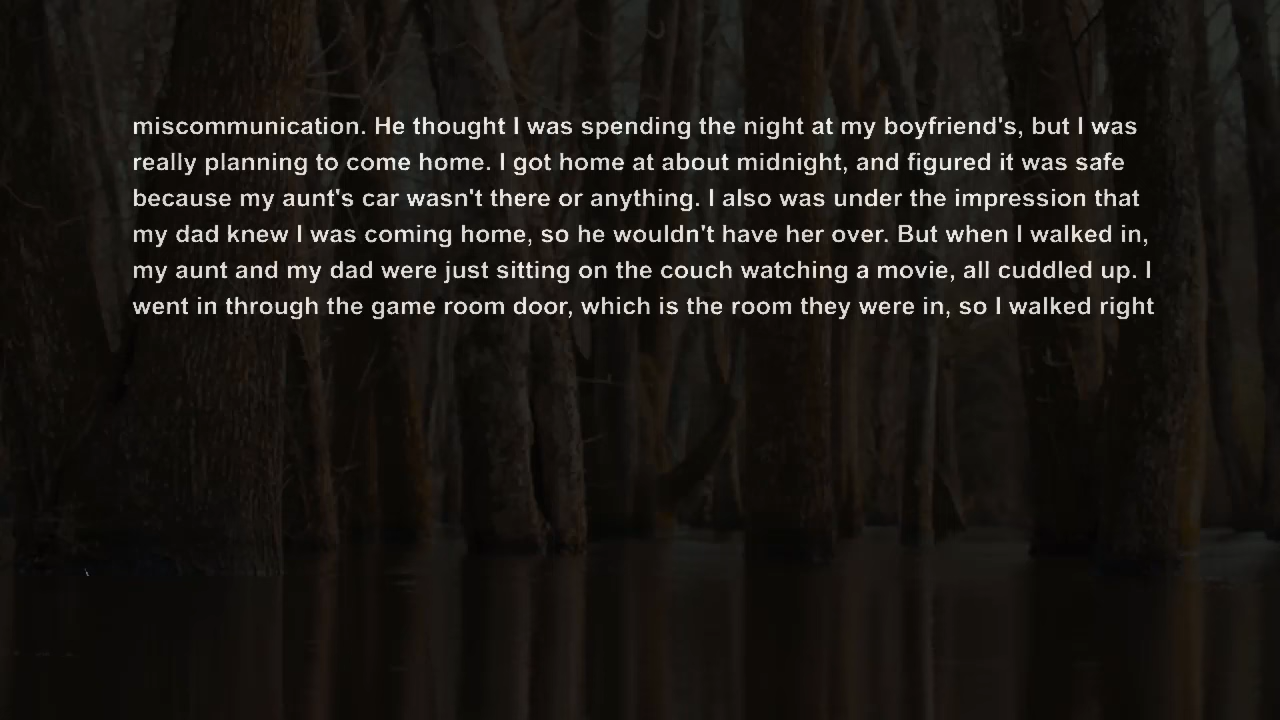 miscommunication. He thought I was spending the night at my boyfriend's, but I was
really planning to come home. I got home at about midnight, and figured it was safe
because my aunt's car wasn't there or anything. I also was under the impression that
my dad knew I was coming home, so he wouldn't have her over. But when I walked in,
my aunt and my dad were just sitting on the couch watching a movie, all cuddled up. I
went in through the game room door, which is the room they were in, so I walked right